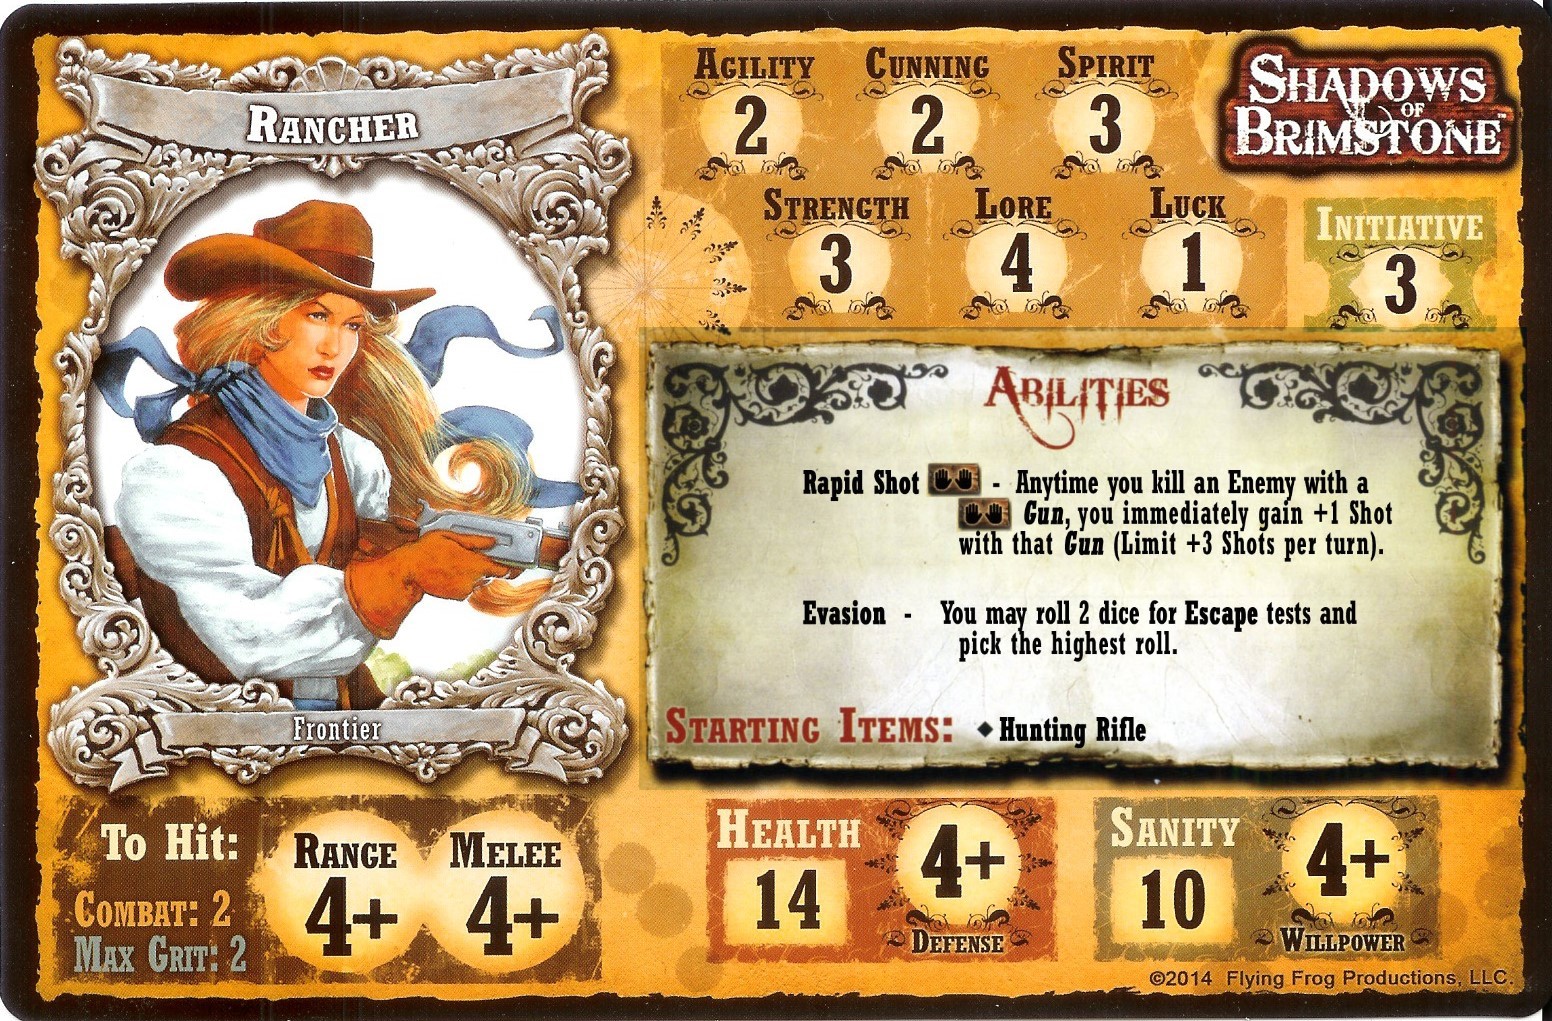 RANCHER
Frontier
AGILITY
2
CUNNING
2
SPIRIT
3
SHADOWS
OF
BRIMSTONE™
STRENGTH
3
LORE
4
LUCK
1
INITIATIVE
3
ABILITIES
Rapid Shot - Anytime you kill an Enemy with a
Gun, you immediately gain +1 Shot
with that Gun (Limit +3 Shots per turn).
Evasion - You may roll 2 dice for Escape tests and
pick the highest roll.
STARTING ITEMS: ◆ Hunting Rifle
To Hit:
RANGE
4+
MELEE
4+
COMBAT: 2
MAX GRIT: 2
HEALTH
14
4+
DEFENSE
SANITY
10
4+
WILLPOWER
©2014 Flying Frog Productions, LLC.